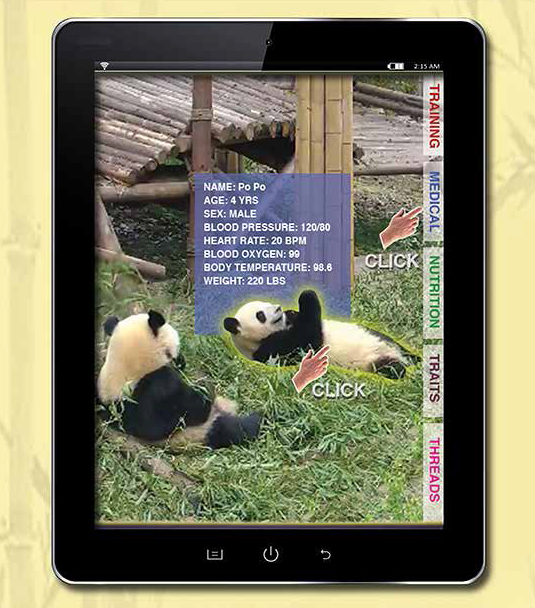 2:15 AM
TRAINING
NAME: Po Po
AGE: 4 YRS
SEX: MALE
BLOOD PRESSURE: 120/80
HEART RATE: 20 BPM
BLOOD OXYGEN: 99
BODY TEMPERATURE: 98.6
WEIGHT: 220 LBS
MEDICAL
CLICK
NUTRITION
CLICK
TRAITS
THREADS